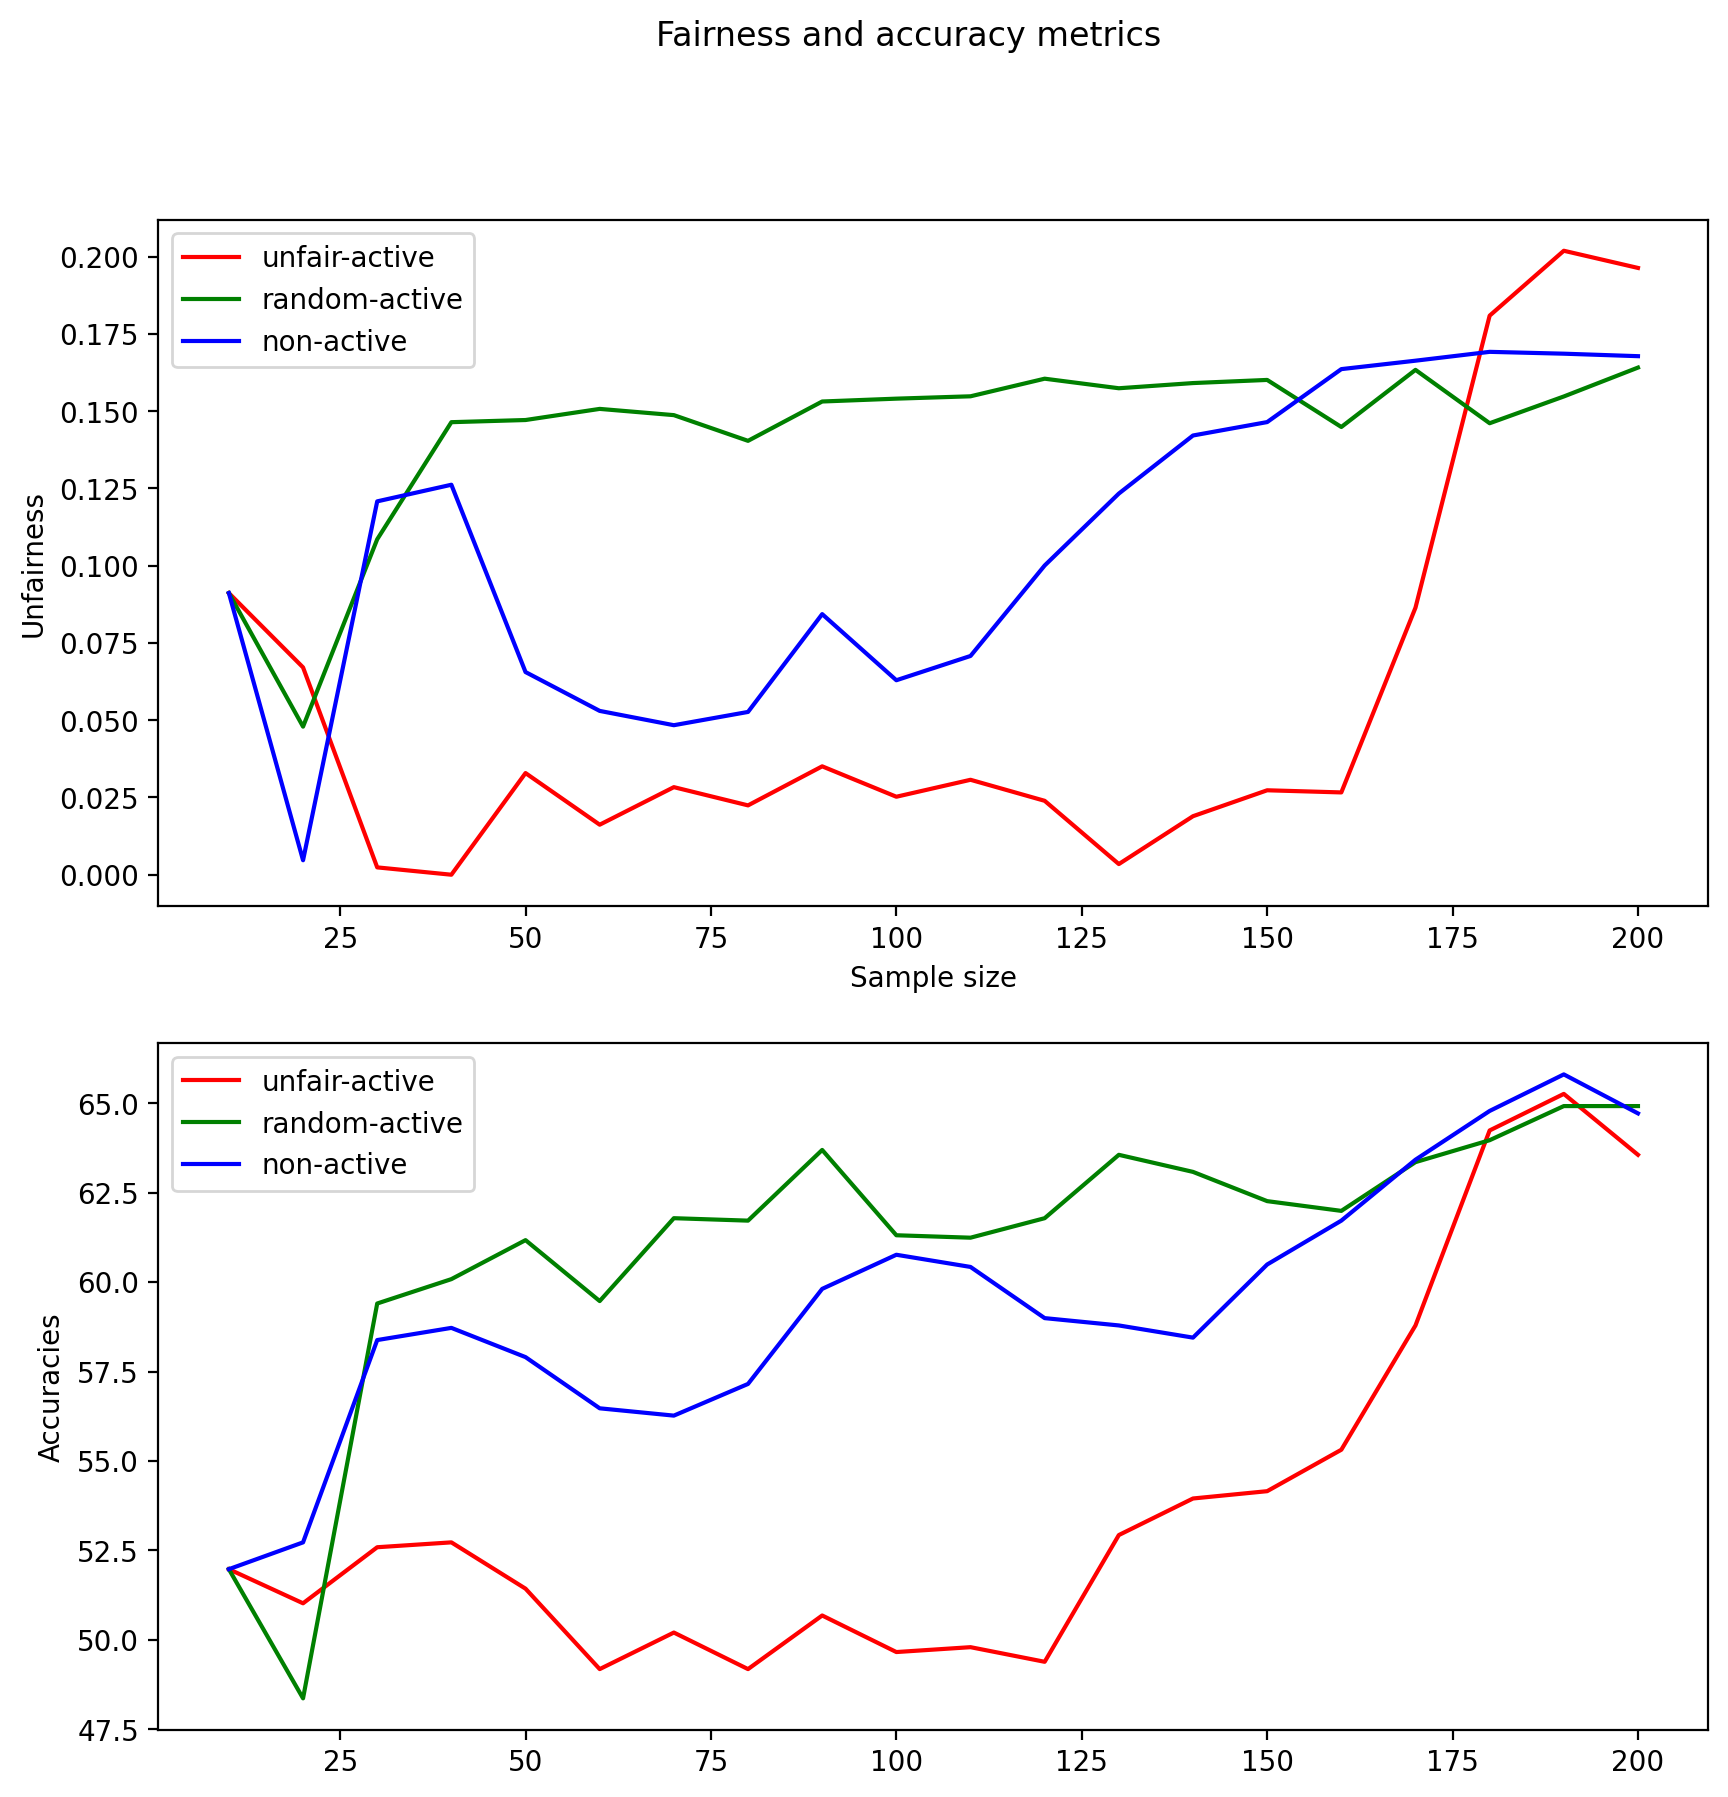 Fairness and accuracy metrics
unfair-active
random-active
non-active
0.200
0.175
0.150
0.125
0.100
0.075
0.050
0.025
0.000
Unfairness
25 50 75 100 125 150 175 200
Sample size
unfair-active
random-active
non-active
65.0
62.5
60.0
57.5
55.0
52.5
50.0
47.5
Accuracies
25 50 75 100 125 150 175 200